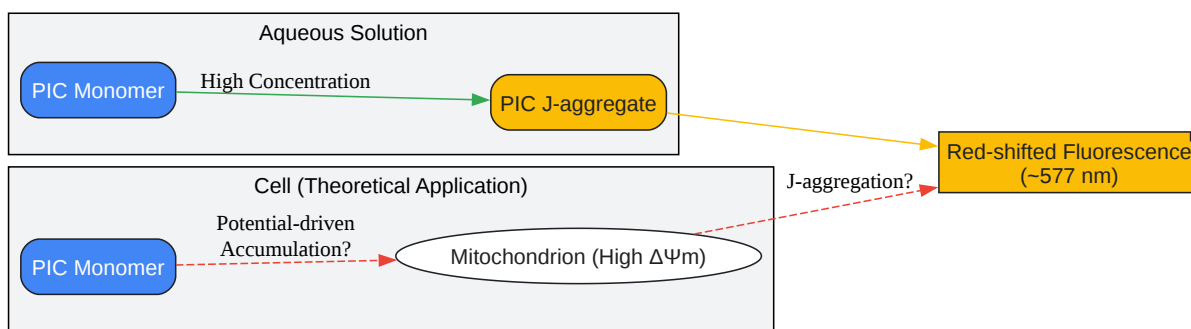 Aqueous Solution
PIC Monomer
High Concentration
PIC J-aggregate
Red-shifted Fluorescence
(~577 nm)
Cell (Theoretical Application)
J-aggregation?
Potential-driven
Accumulation?
PIC Monomer
Mitochondrion (High ΔΨm)